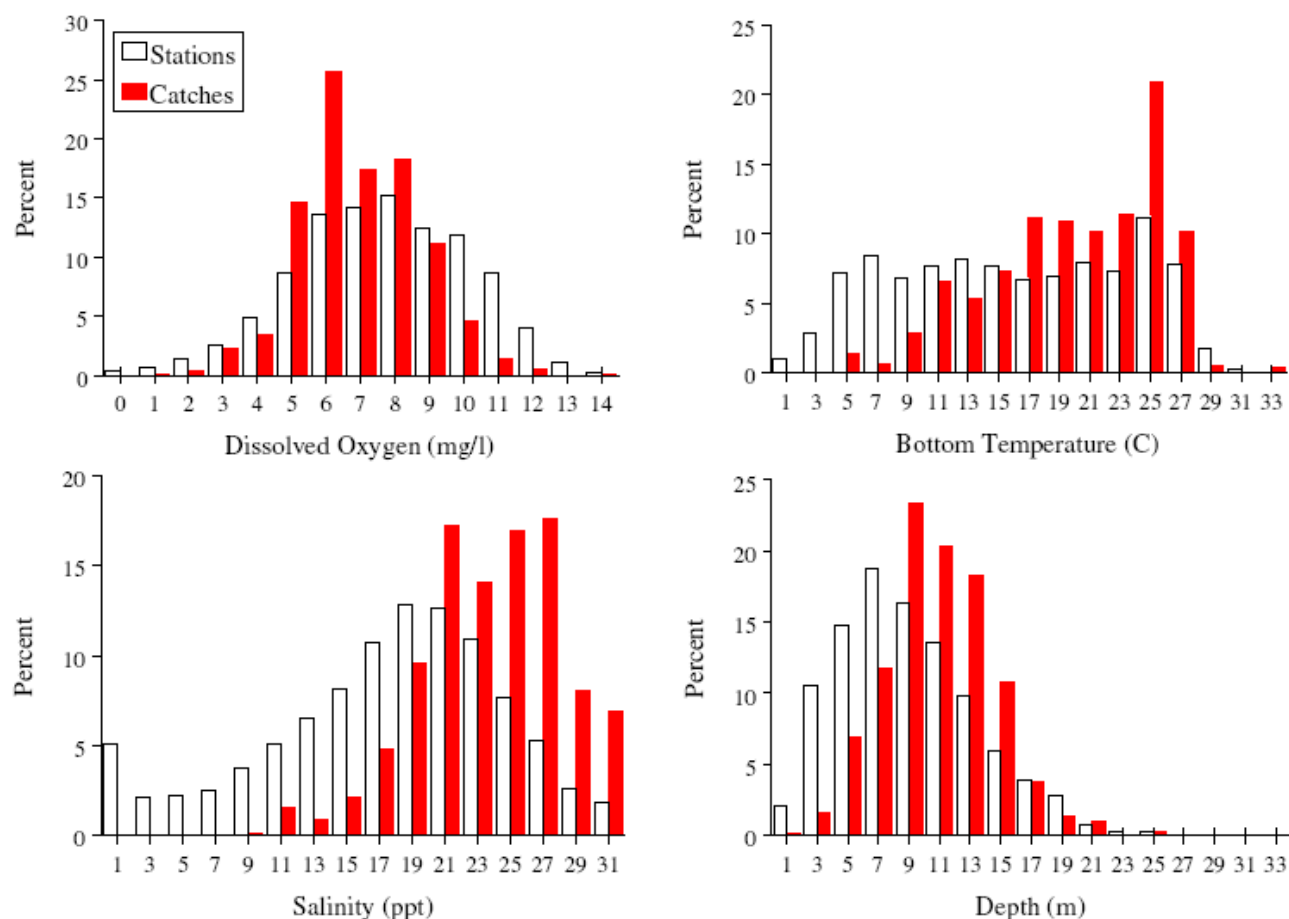 30
25
20
15
10
5
0
Percent
Stations
Catches
0 1 2 3 4 5 6 7 8 9 10 11 12 13 14
Dissolved Oxygen (mg/l)
25
20
15
10
5
0
Percent
1 3 5 7 9 11 13 15 17 19 21 23 25 27 29 31 33
Bottom Temperature (C)
20
15
10
5
0
Percent
1 3 5 7 9 11 13 15 17 19 21 23 25 27 29 31
Salinity (ppt)
25
20
15
10
5
0
Percent
1 3 5 7 9 11 13 15 17 19 21 23 25 27 29 31 33
Depth (m)